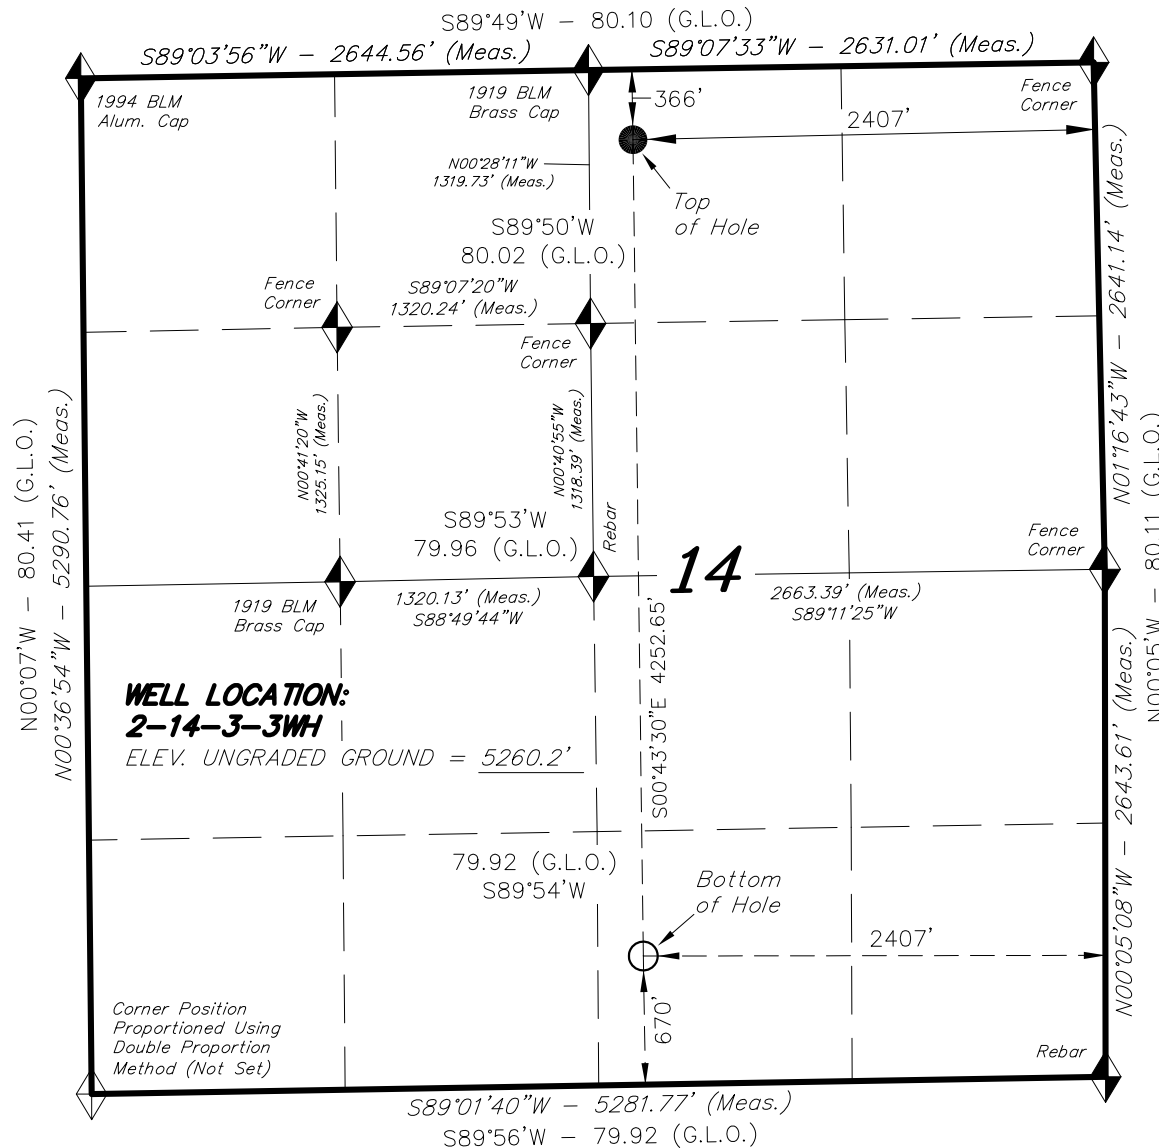 S89°49'W - 80.10 (G.L.O.)
S89°03'56"W - 2644.56' (Meas.)
S89°07'33"W - 2631.01' (Meas.)
1994 BLM
Alum. Cap
1919 BLM
Brass Cap
366'
Fence
Corner
2407'
N00°28'11"W
1319.73' (Meas.)
Top
of Hole
S89°50'W
80.02 (G.L.O.)
N01°16'43"W - 2641.14' (Meas.)
Fence
Corner
S89°07'20"W
1320.24' (Meas.)
Fence
Corner
N00°07'W - 80.41 (G.L.O.)
N00°36'54"W - 5290.76' (Meas.)
N00°41'20"W
1325.15' (Meas.)
N00°40'55"W
1318.39' (Meas.)
Rebar
N00°05'W - 80.11 (G.L.O.)
S89°53'W
79.96 (G.L.O.)
14
Fence
Corner
1919 BLM
Brass Cap
1320.13' (Meas.)
S88°49'44"W
2663.39' (Meas.)
S89°11'25"W
S00°43'30"E 4252.65'
WELL LOCATION:
2-14-3-3WH
ELEV. UNGRADED GROUND = 5260.2'
N00°05'08"W - 2643.61' (Meas.)
79.92 (G.L.O.)
S89°54'W
Bottom
of Hole
2407'
670'
Corner Position
Proportioned Using
Double Proportion
Method (Not Set)
Rebar
S89°01'40"W - 5281.77' (Meas.)
S89°56'W - 79.92 (G.L.O.)